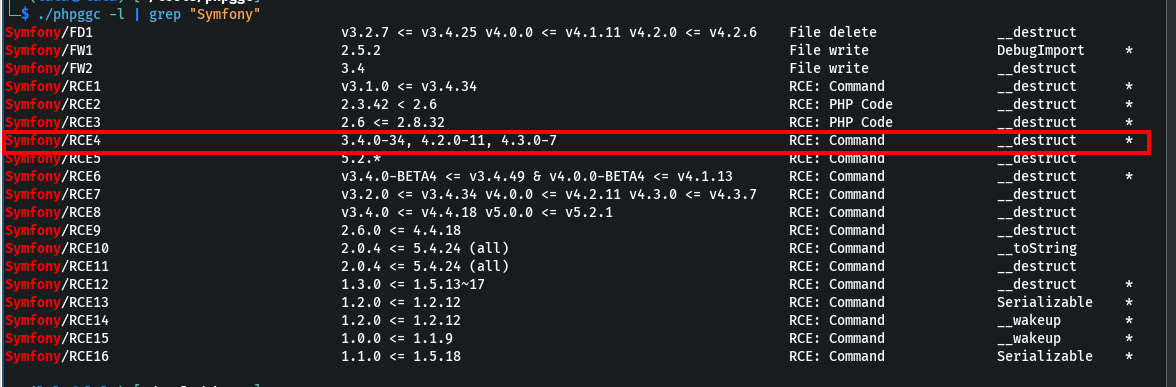 └─$ ./phpggc -l | grep "Symfony"
Symfony/FD1 v3.2.7 <= v3.4.25 v4.0.0 <= v4.1.11 v4.2.0 <= v4.2.6 File delete __destruct
Symfony/FW1 2.5.2 File write DebugImport *
Symfony/FW2 3.4 File write __destruct
Symfony/RCE1 v3.1.0 <= v3.4.34 RCE: Command __destruct *
Symfony/RCE2 2.3.42 < 2.6 RCE: PHP Code __destruct *
Symfony/RCE3 2.6 <= 2.8.32 RCE: PHP Code __destruct *
Symfony/RCE4 3.4.0-34, 4.2.0-11, 4.3.0-7 RCE: Command __destruct *
Symfony/RCE5 5.2.* RCE: Command __destruct
Symfony/RCE6 v3.4.0-BETA4 <= v3.4.49 & v4.0.0-BETA4 <= v4.1.13 RCE: Command __destruct *
Symfony/RCE7 v3.2.0 <= v3.4.34 v4.0.0 <= v4.2.11 v4.3.0 <= v4.3.7 RCE: Command __destruct
Symfony/RCE8 v3.4.0 <= v4.4.18 v5.0.0 <= v5.2.1 RCE: Command __destruct
Symfony/RCE9 2.6.0 <= 4.4.18 RCE: Command __destruct
Symfony/RCE10 2.0.4 <= 5.4.24 (all) RCE: Command __toString
Symfony/RCE11 2.0.4 <= 5.4.24 (all) RCE: Command __destruct
Symfony/RCE12 1.3.0 <= 1.5.13~17 RCE: Command __destruct *
Symfony/RCE13 1.2.0 <= 1.2.12 RCE: Command Serializable *
Symfony/RCE14 1.2.0 <= 1.2.12 RCE: Command __wakeup *
Symfony/RCE15 1.0.0 <= 1.1.9 RCE: Command __wakeup *
Symfony/RCE16 1.1.0 <= 1.5.18 RCE: Command Serializable *